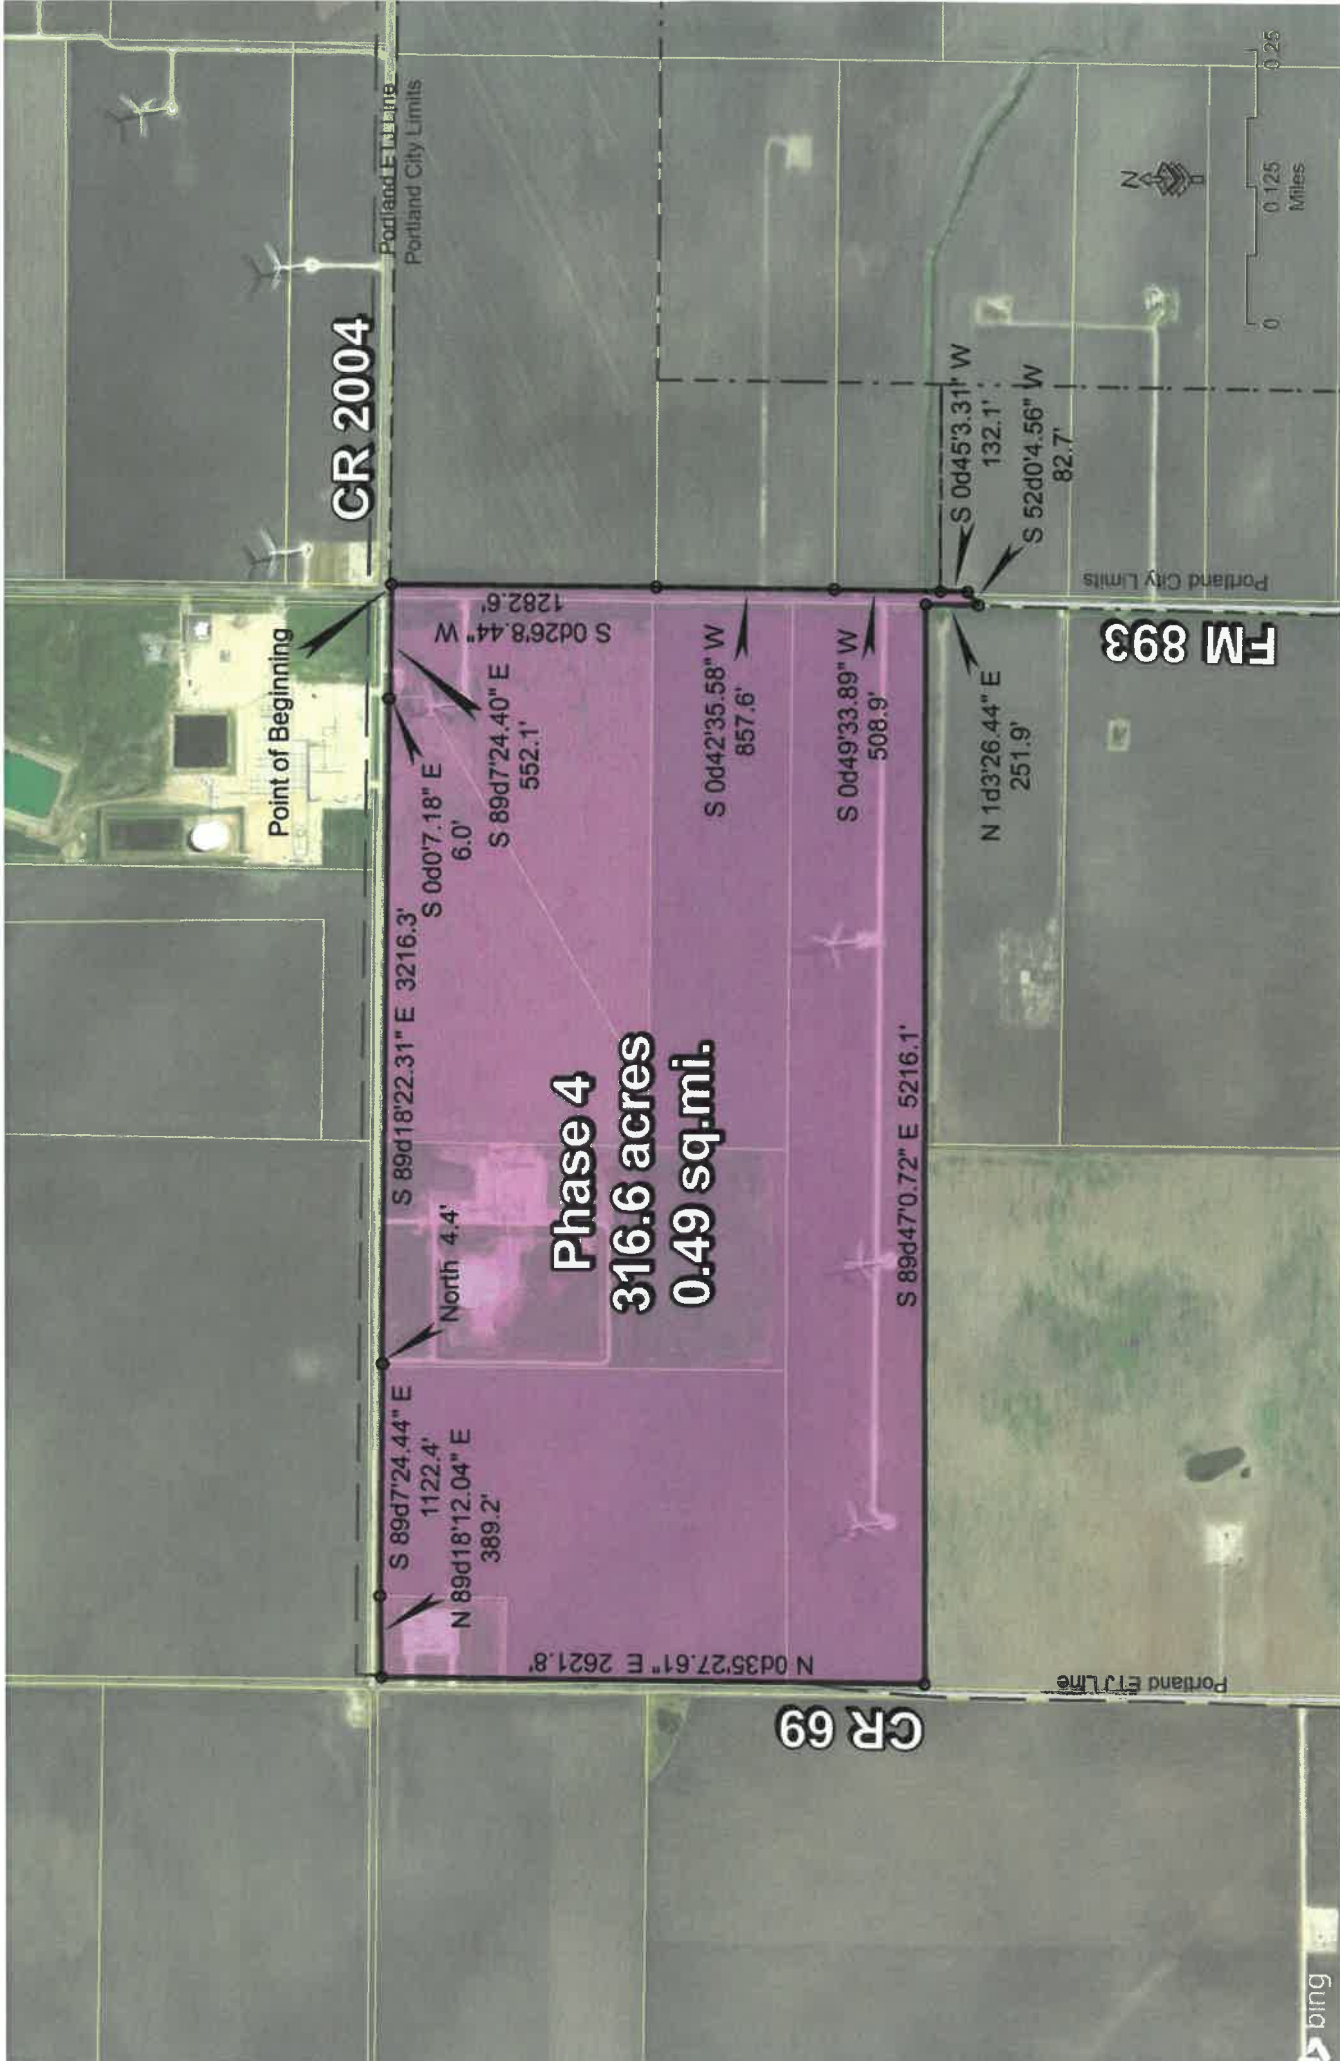 CR 2004
Portland ETJ Line
Portland City Limits
Point of Beginning
S 89d7'24.44" E
1122.4'
N 89d18'12.04" E
389.2'
North 4.4'
S 89d18'22.31" E 3216.3'
S 0d0'7.18" E
6.0'
S 89d7'24.40" E
552.1'
S 0d26'8.44" W
1282.6'
Phase 4
316.6 acres
0.49 sq.mi.
S 0d42'35.58" W
857.6'
S 0d49'33.89" W
508.9'
N 0d35'27.61" E 2621.8'
S 89d47'0.72" E 5216.1'
S 0d45'3.31" W
132.1'
S 52d0'4.56" W
82.7'
N 1d3'26.44" E
251.9'
CR 69
Portland ETJ Line
FM 893
Portland City Limits
N
0 0.125 0.25
Miles
bing